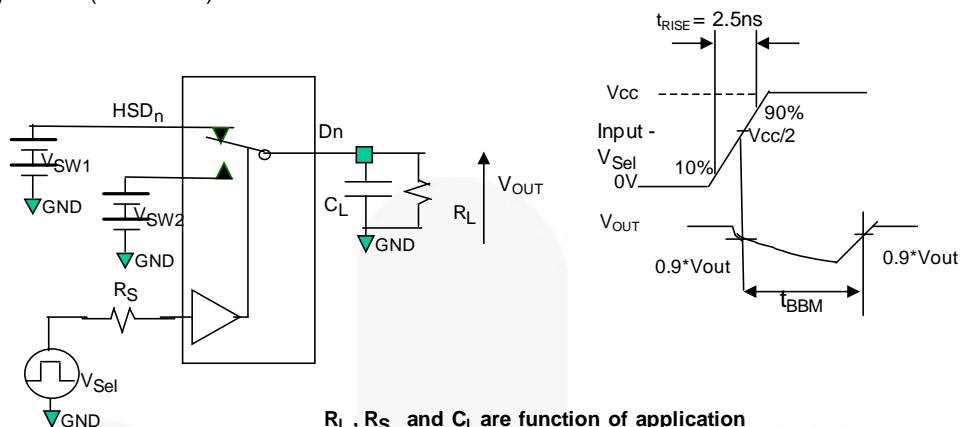 tRISE = 2.5ns
HSDn
Dn
VSW1
GND
VSW2
GND
CL
RL
VOUT
GND
RS
VSel
GND
Vcc
90%
Input -
Vcc/2
VSel
10%
0V
VOUT
0.9*Vout
0.9*Vout
tBBM
RL , RS and CL are function of application